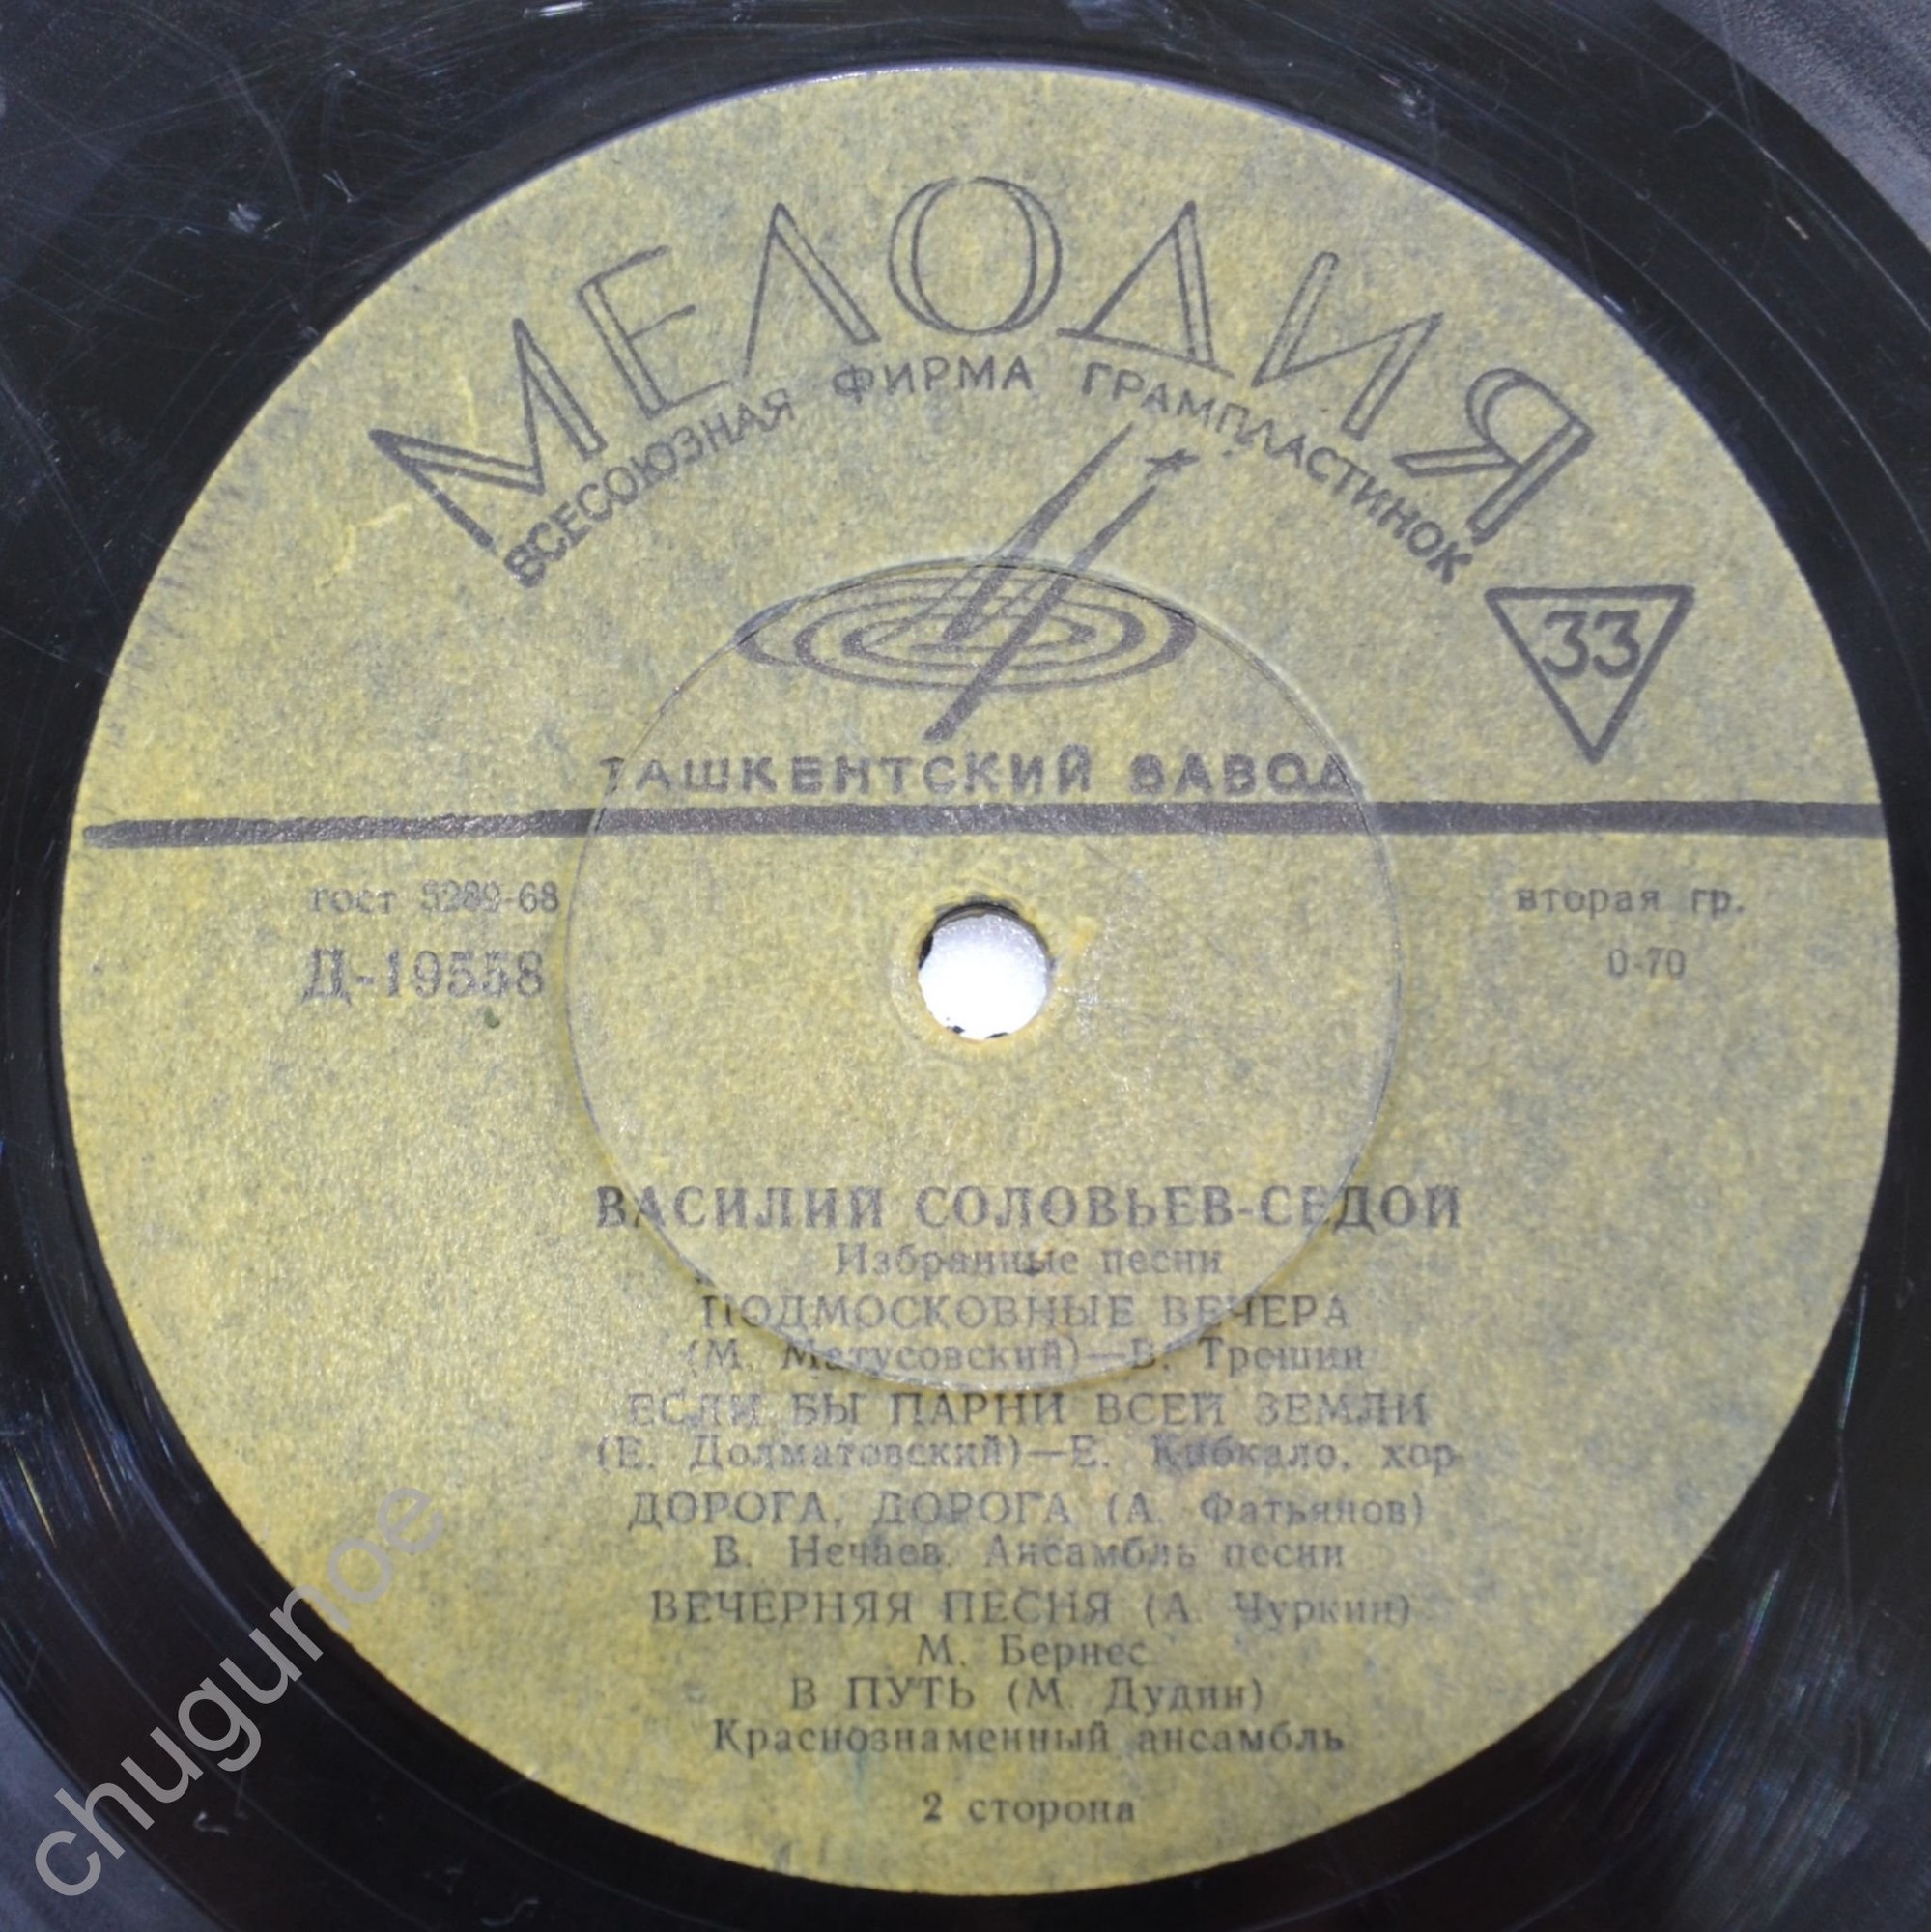 МЕЛОДИЯ
ВСЕСОЮЗНАЯ ФИРМА ГРАМПЛАСТИНОК
33
ТАШКЕНТСКИЙ ЗАВОД
гост 5289-68
вторая гр.
Д-19558
0-70
ВАСИЛИЙ СОЛОВЬЕВ-СЕДОЙ
Избранные песни
ПОДМОСКОВНЫЕ ВЕЧЕРА
(М. Матусовский)—В. Трошин
ЕСЛИ БЫ ПАРНИ ВСЕЙ ЗЕМЛИ
(Е. Долматовский)—Е. Кибкало, хор
ДОРОГА, ДОРОГА (А. Фатьянов)
В. Нечаев. Ансамбль песни
ВЕЧЕРНЯЯ ПЕСНЯ (А. Чуркин)
М. Бернес
В ПУТЬ (М. Дудин)
Краснознаменный ансамбль
2 сторона
chugunoe